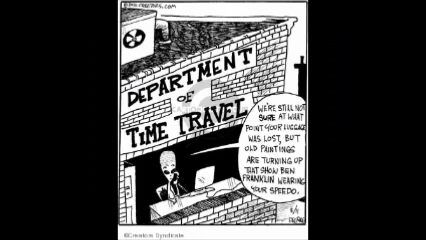 DEPARTMENT
OF
TIME TRAVEL
WE'RE STILL NOT
SURE AT WHAT
POINT YOUR LUGGAGE
WAS LOST, BUT
OLD PAINTINGS
ARE TURNING UP
THAT SHOW BEN
FRANKLIN WEARING
YOUR SPEEDO.
©Creators Syndicate